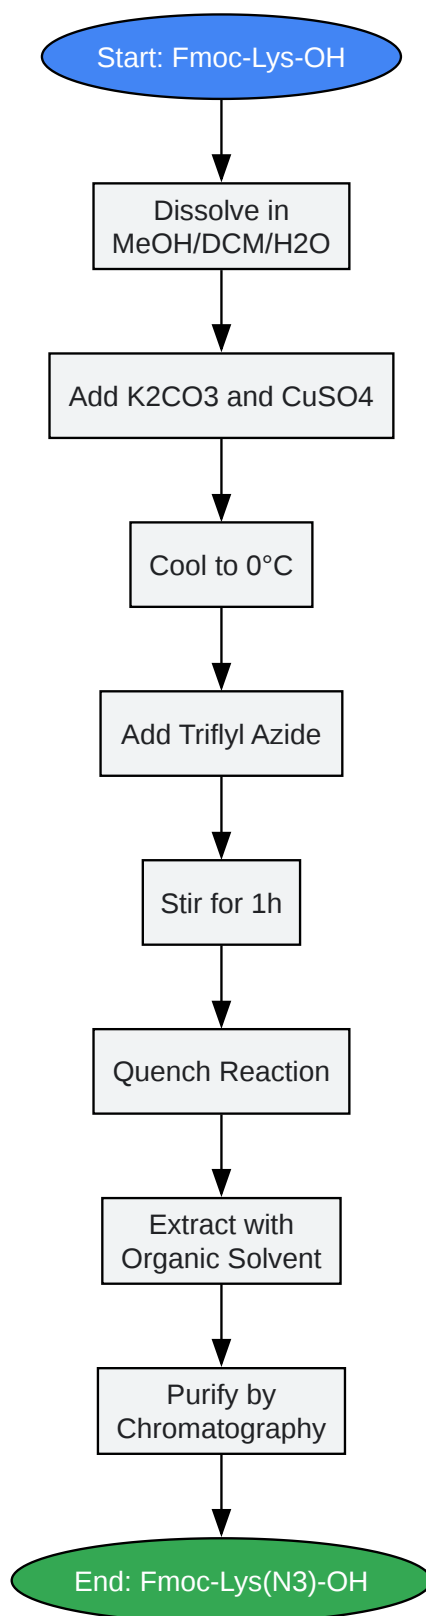 Start: Fmoc-Lys-OH
Dissolve in
MeOH/DCM/H2O
Add K2CO3 and CuSO4
Cool to 0°C
Add Triflyl Azide
Stir for 1h
Quench Reaction
Extract with
Organic Solvent
Purify by
Chromatography
End: Fmoc-Lys(N3)-OH